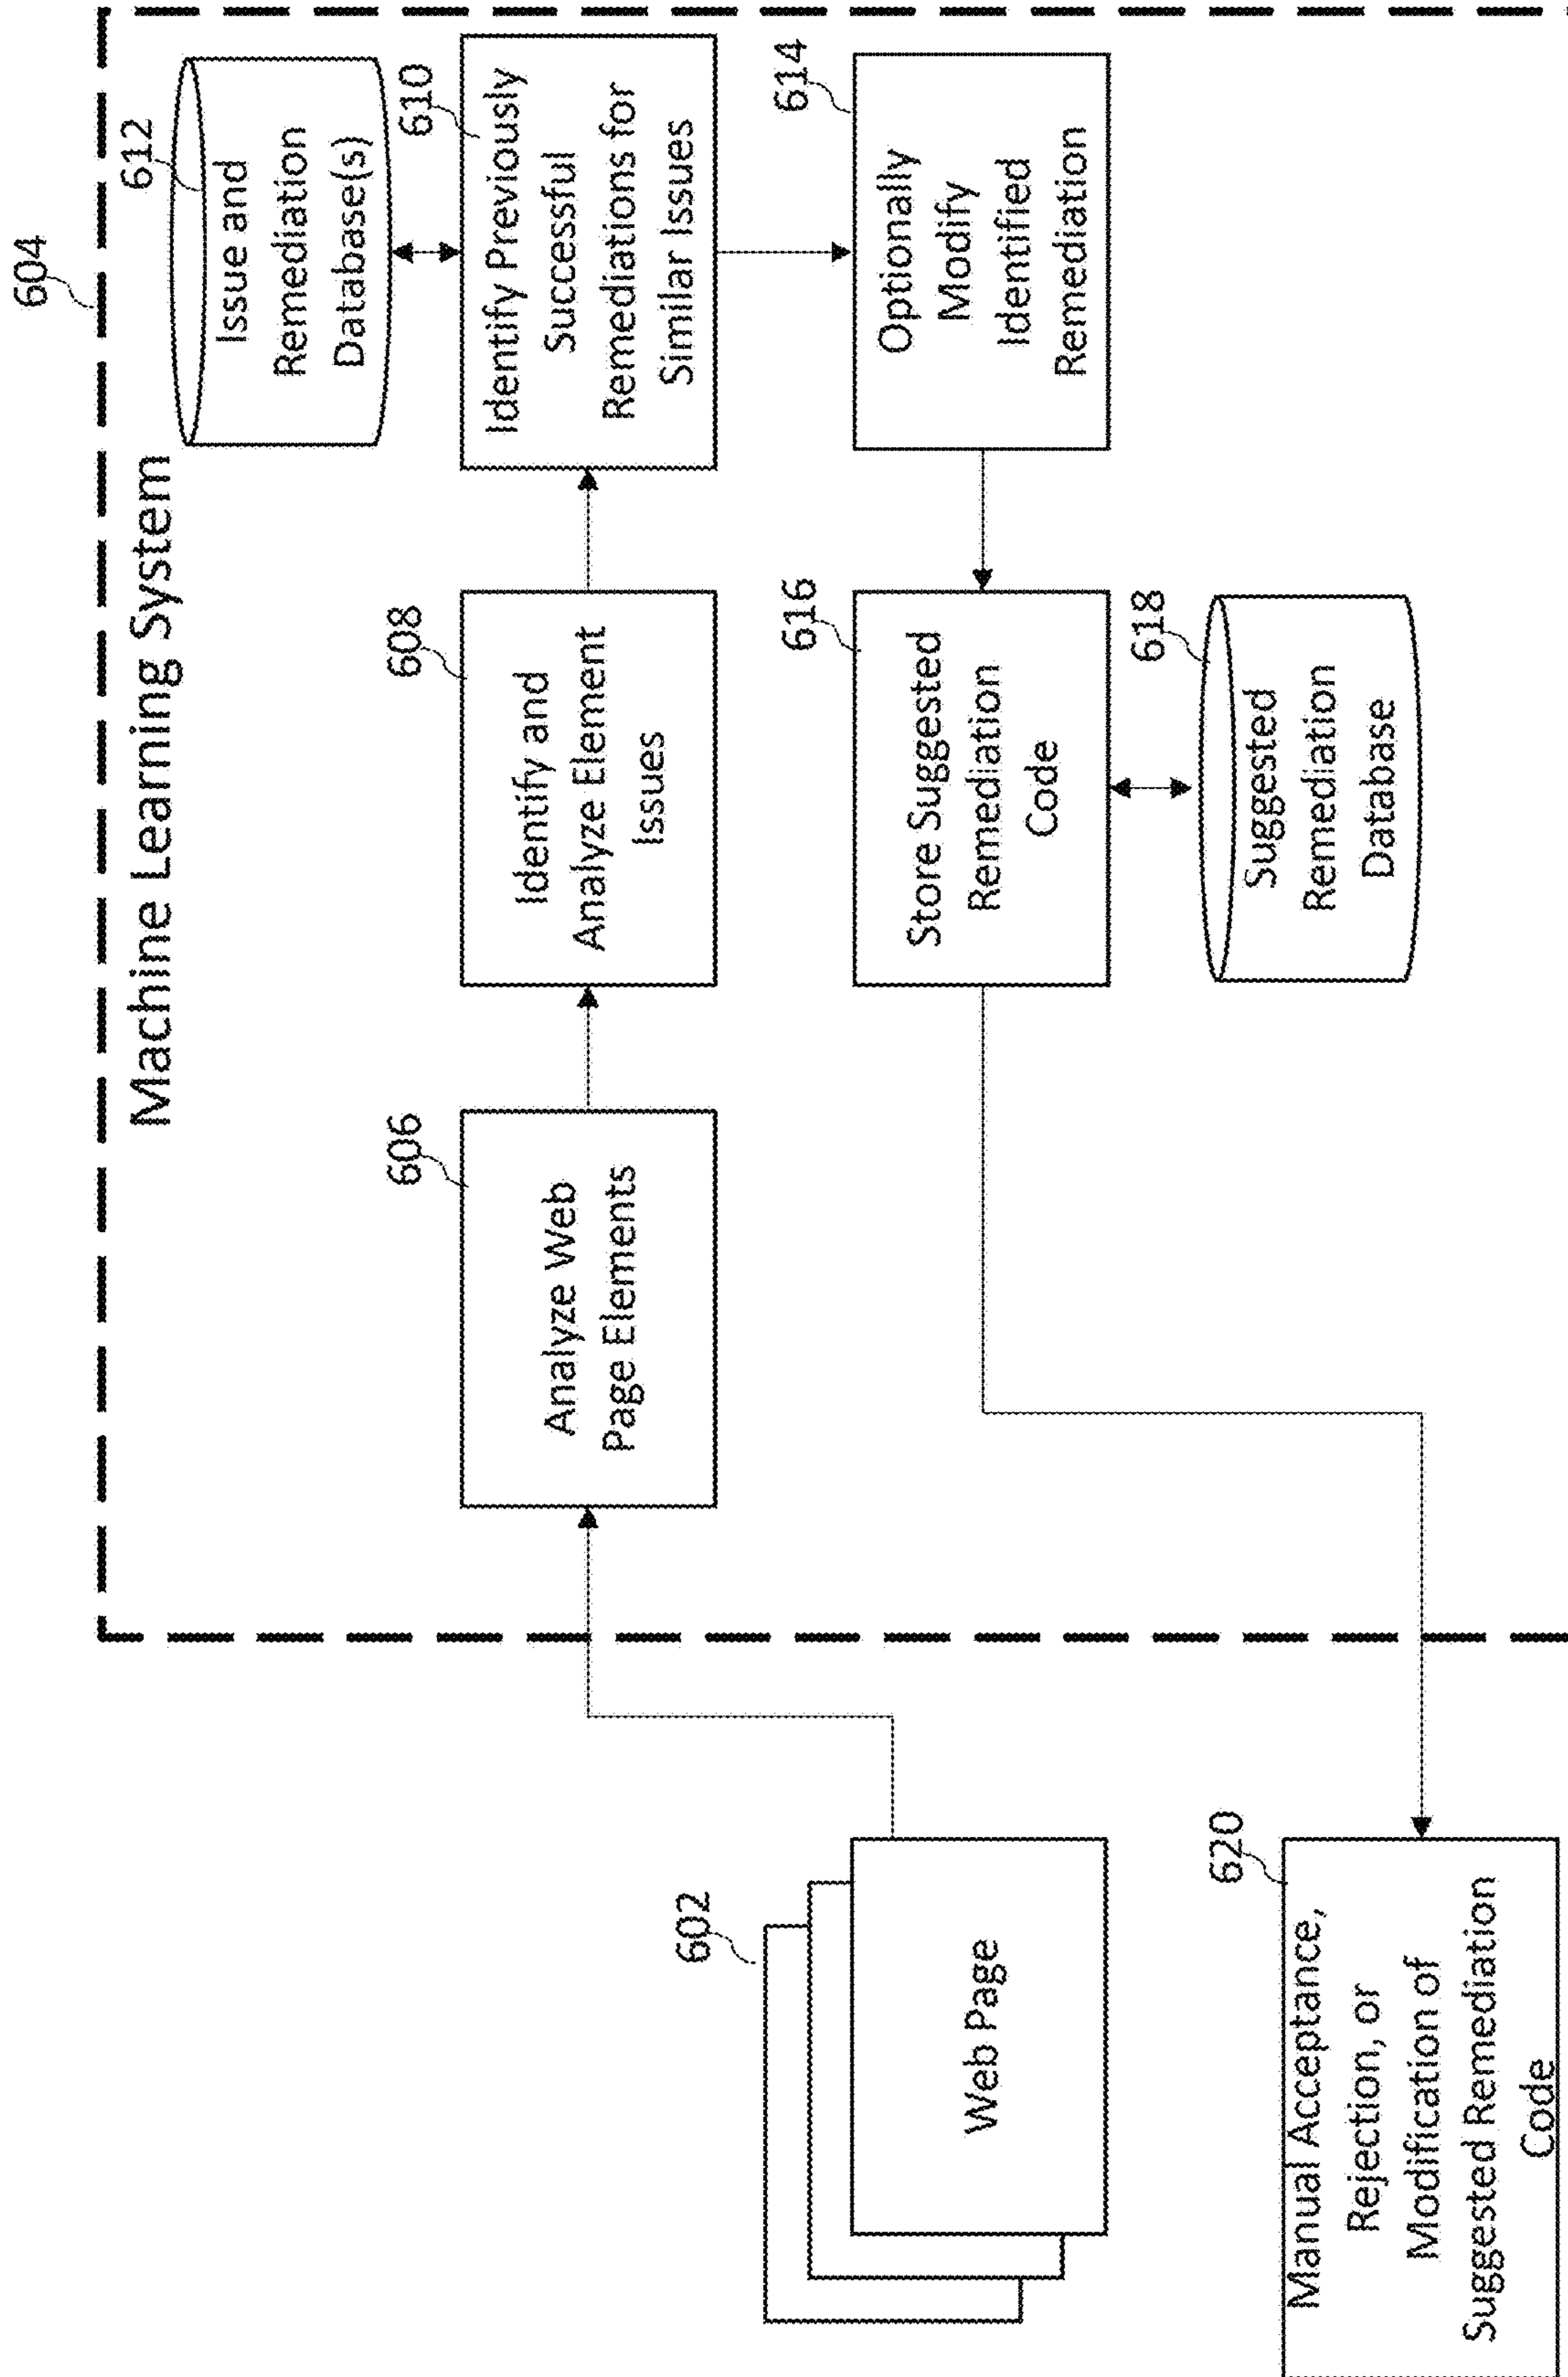 604
Machine Learning System
612
Issue and
Remediation
Database(s)
602
Web Page
606
Analyze Web
Page Elements
608
Identify and
Analyze Element
Issues
610
Identify Previously
Successful
Remediations for
Similar Issues
614
Optionally
Modify
Identified
Remediation
616
Store Suggested
Remediation
Code
618
Suggested
Remediation
Database
620
Manual Acceptance,
Rejection, or
Modification of
Suggested Remediation
Code